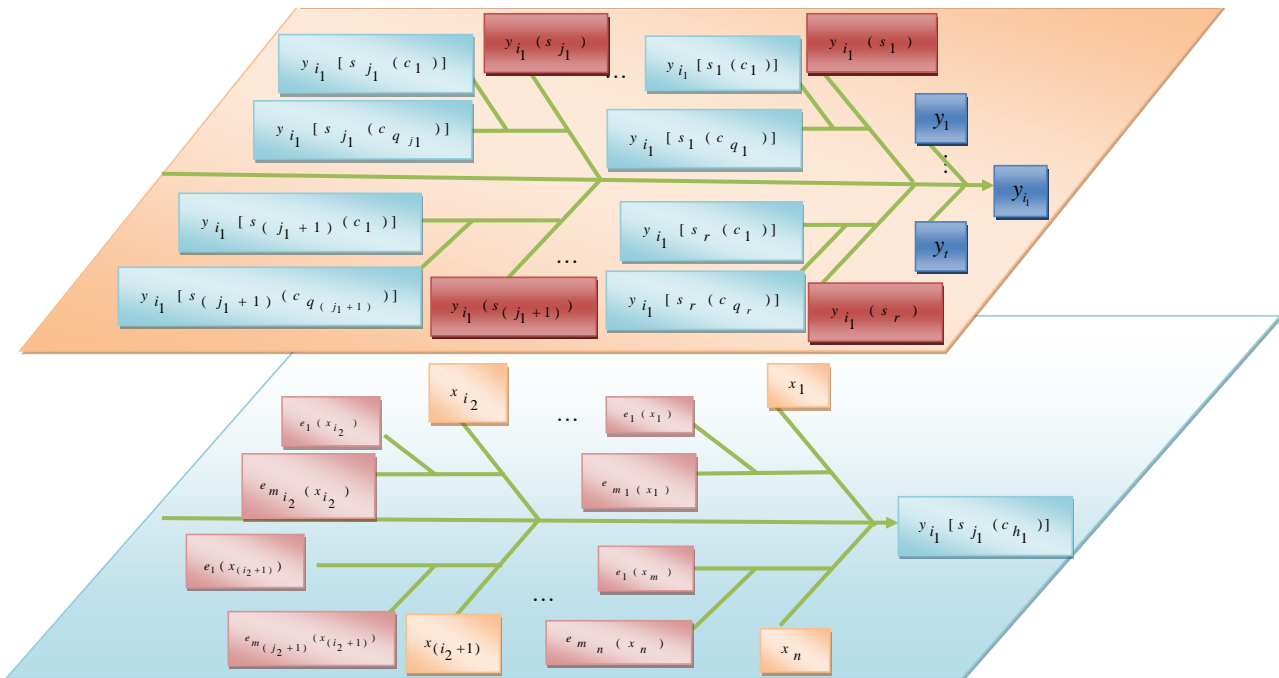 y_{i_1} [ s_{j_1} ( c_1 ) ]
y_{i_1} ( s_{j_1} )
…
y_{i_1} [ s_1 ( c_1 ) ]
y_{i_1} ( s_1 )
y_{i_1} [ s_{j_1} ( c_{q_{j_1}} ) ]
y_{i_1} [ s_1 ( c_{q_1} ) ]
y_1
⋮
y_{i_1}
y_{i_1} [ s_{( j_1 + 1 )} ( c_1 ) ]
y_{i_1} [ s_r ( c_1 ) ]
y_t
…
y_{i_1} [ s_{( j_1 + 1 )} ( c_{q_{( j_1 + 1 )}} ) ]
y_{i_1} ( s_{( j_1 + 1 )} )
y_{i_1} [ s_r ( c_{q_r} ) ]
y_{i_1} ( s_r )
x_{i_2}
x_1
e_1 ( x_{i_2} )
…
e_1 ( x_1 )
e_{m_{i_2}} ( x_{i_2} )
e_{m_1} ( x_1 )
y_{i_1} [ s_{j_1} ( c_{h_1} ) ]
e_1 ( x_{( i_2 + 1 )} )
e_1 ( x_m )
…
e_{m_{( j_2 + 1 )}} ( x_{( i_2 + 1 )} )
x_{( i_2 + 1 )}
e_{m_n} ( x_n )
x_n